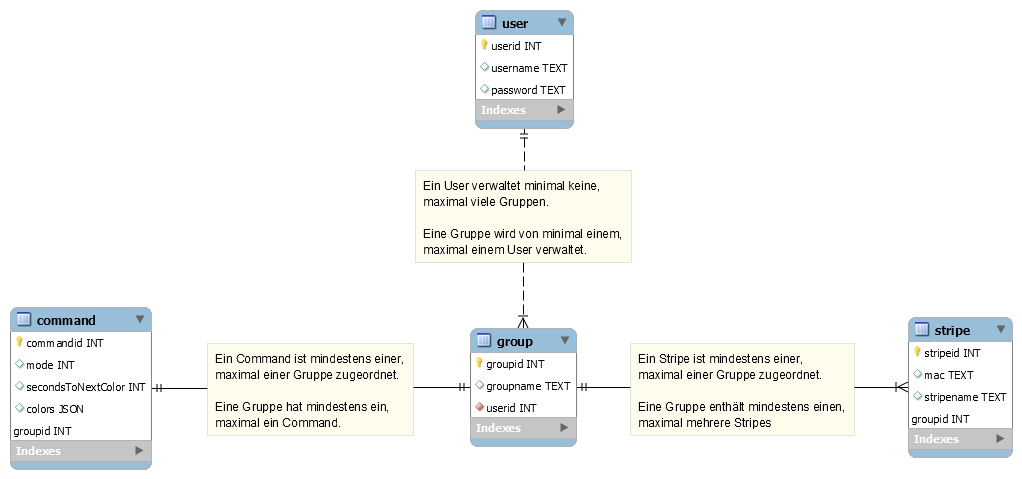 user
userid INT
username TEXT
password TEXT
Indexes
Ein User verwaltet minimal keine,
maximal viele Gruppen.
Eine Gruppe wird von minimal einem,
maximal einem User verwaltet.
command
commandid INT
mode INT
secondsToNextColor INT
colors JSON
groupid INT
Indexes
Ein Command ist mindestens einer,
maximal einer Gruppe zugeordnet.
Eine Gruppe hat mindestens ein,
maximal ein Command.
group
groupid INT
groupname TEXT
userid INT
Indexes
Ein Stripe ist mindestens einer,
maximal einer Gruppe zugeordnet.
Eine Gruppe enthält mindestens einen,
maximal mehrere Stripes
stripe
stripeid INT
mac TEXT
stripename TEXT
groupid INT
Indexes